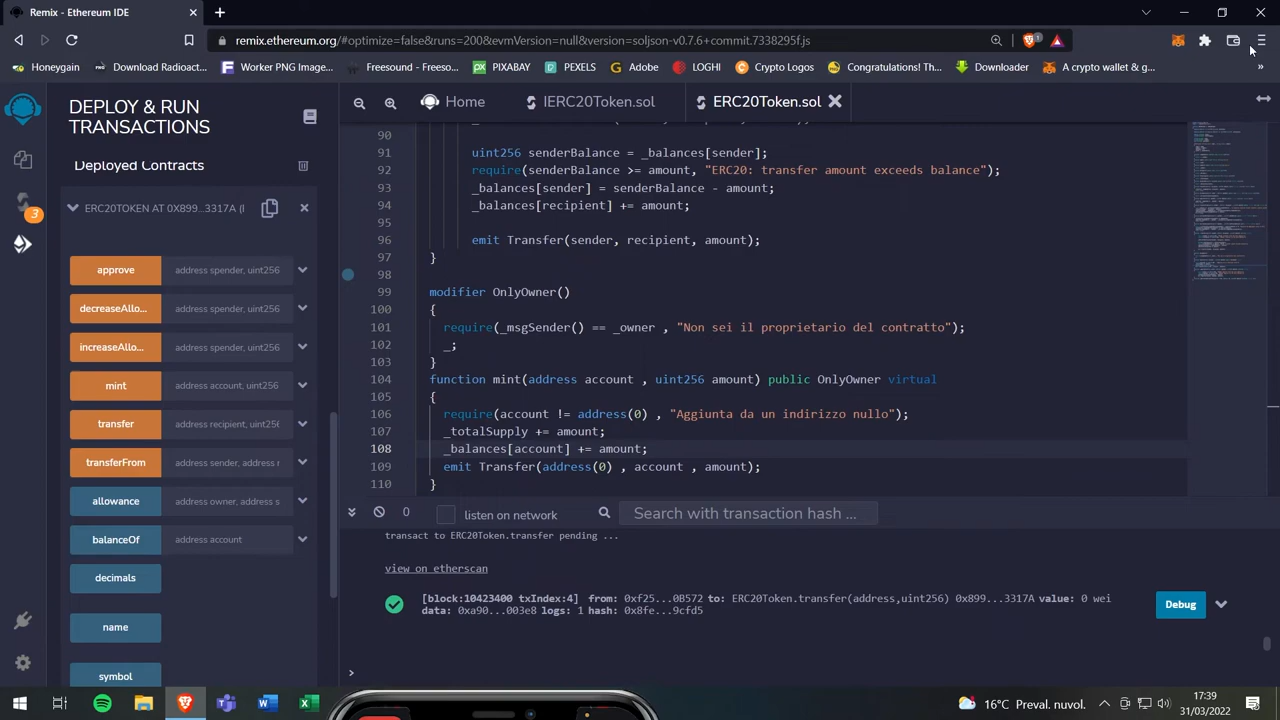 Remix - Ethereum IDE
remix.ethereum.org/#optimize=false&runs=200&evmVersion=null&version=soljson-v0.7.6+commit.7338295f.js
1
Honeygain
Download Radioact...
Worker PNG Image...
Freesound - Freeso...
PIXABAY
PEXELS
Adobe
LOGHI
Crypto Logos
Congratulations! Th...
Downloader
A crypto wallet & g...
»
DEPLOY & RUN
TRANSACTIONS
Home
IERC20Token.sol
ERC20Token.sol
Deployed Contracts
ERC20TOKEN AT 0X899...3317A (
3
approve
address spender, uint256
decreaseAllo...
address spender, uint256
increaseAllo...
address spender, uint256
mint
address account, uint256
transfer
address recipient, uint256
transferFrom
address sender, address
allowance
address owner, address s
balanceOf
address account
decimals
name
symbol
90
91 uint256 senderBalance = _balances[sender];
92 require(senderBalance >= amount,"ERC20: transfer amount exceeds balance");
93 _balances[sender] = senderBalance - amount;
94 _balances[recipient] += amount;
95
96 emit Transfer(sender, recipient, amount);
97 }
98
99 modifier OnlyOwner()
100 {
101 require(_msgSender() == _owner , "Non sei il proprietario del contratto");
102 _;
103 }
104 function mint(address account , uint256 amount) public OnlyOwner virtual
105 {
106 require(account != address(0) , "Aggiunta da un indirizzo nullo");
107 _totalSupply += amount;
108 _balances[account] += amount;
109 emit Transfer(address(0) , account , amount);
110 }
0
listen on network
Search with transaction hash ...
transact to ERC20Token.transfer pending ...
view on etherscan
[block:10423400 txIndex:4] from: 0xf25...0B572 to: ERC20Token.transfer(address,uint256) 0x899...3317A value: 0 wei
data: 0xa90...003e8 logs: 1 hash: 0x8fe...9cfd5
Debug
>
16°C Preval. nuvol.
17:39
31/03/2022